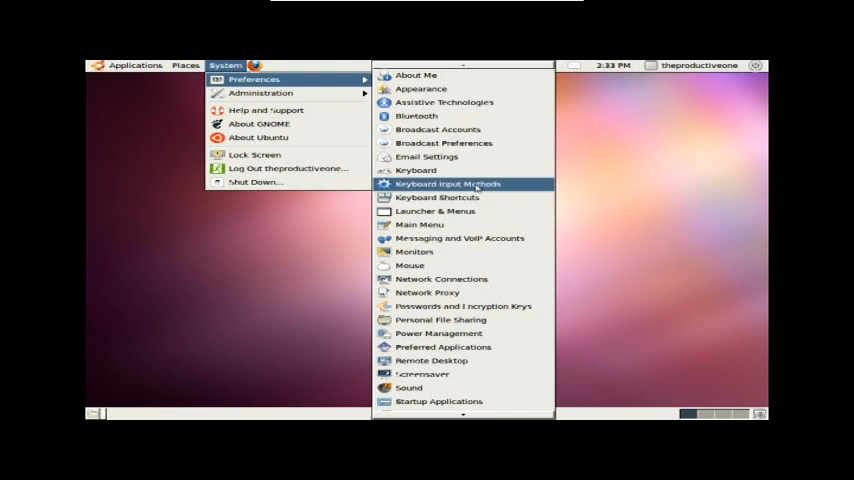 Applications Places System 2:33 PM theproductiveone
Preferences
Administration
Help and Support
About GNOME
About Ubuntu
Lock Screen
Log Out theproductiveone...
Shut Down...
About Me
Appearance
Assistive Technologies
Bluetooth
Broadcast Accounts
Broadcast Preferences
Email Settings
Keyboard
Keyboard Input Methods
Keyboard Shortcuts
Launcher & Menus
Main Menu
Messaging and VoIP Accounts
Monitors
Mouse
Network Connections
Network Proxy
Passwords and Encryption Keys
Personal File Sharing
Power Management
Preferred Applications
Remote Desktop
Screensaver
Sound
Startup Applications